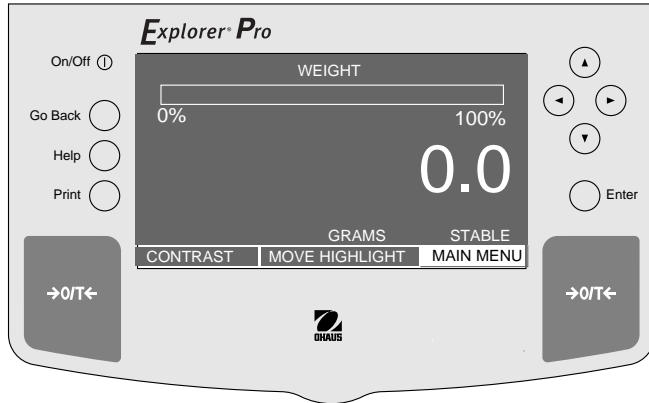 Explorer® Pro
On/Off
WEIGHT
0% 100%
Go Back
Help
0.0
Print
Enter
GRAMS STABLE
CONTRAST MOVE HIGHLIGHT MAIN MENU
→0/T← →0/T←
OHAUS